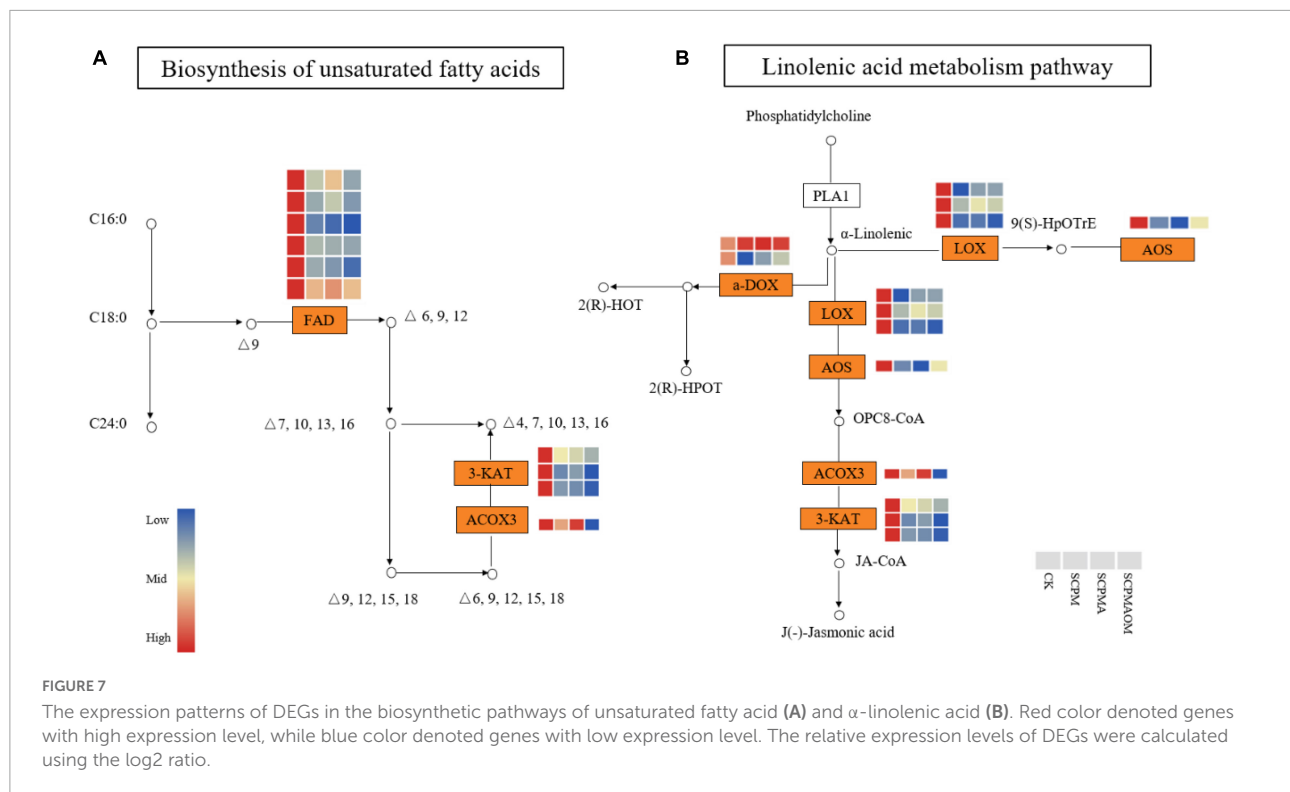 A
Biosynthesis of unsaturated fatty acids
C16:0
C18:0
C24:0
△9
FAD
△ 6, 9, 12
△7, 10, 13, 16
△4, 7, 10, 13, 16
3-KAT
ACOX3
△9, 12, 15, 18
△6, 9, 12, 15, 18
Low
Mid
High
B
Linolenic acid metabolism pathway
Phosphatidylcholine
PLA1
α-Linolenic
LOX
9(S)-HpOTrE
AOS
a-DOX
2(R)-HOT
2(R)-HPOT
LOX
AOS
OPC8-CoA
ACOX3
3-KAT
JA-CoA
J(-)-Jasmonic acid
CK
SCPM
SCPMA
SCPMAOM
FIGURE 7
The expression patterns of DEGs in the biosynthetic pathways of unsaturated fatty acid (A) and α-linolenic acid (B). Red color denoted genes
with high expression level, while blue color denoted genes with low expression level. The relative expression levels of DEGs were calculated
using the log2 ratio.